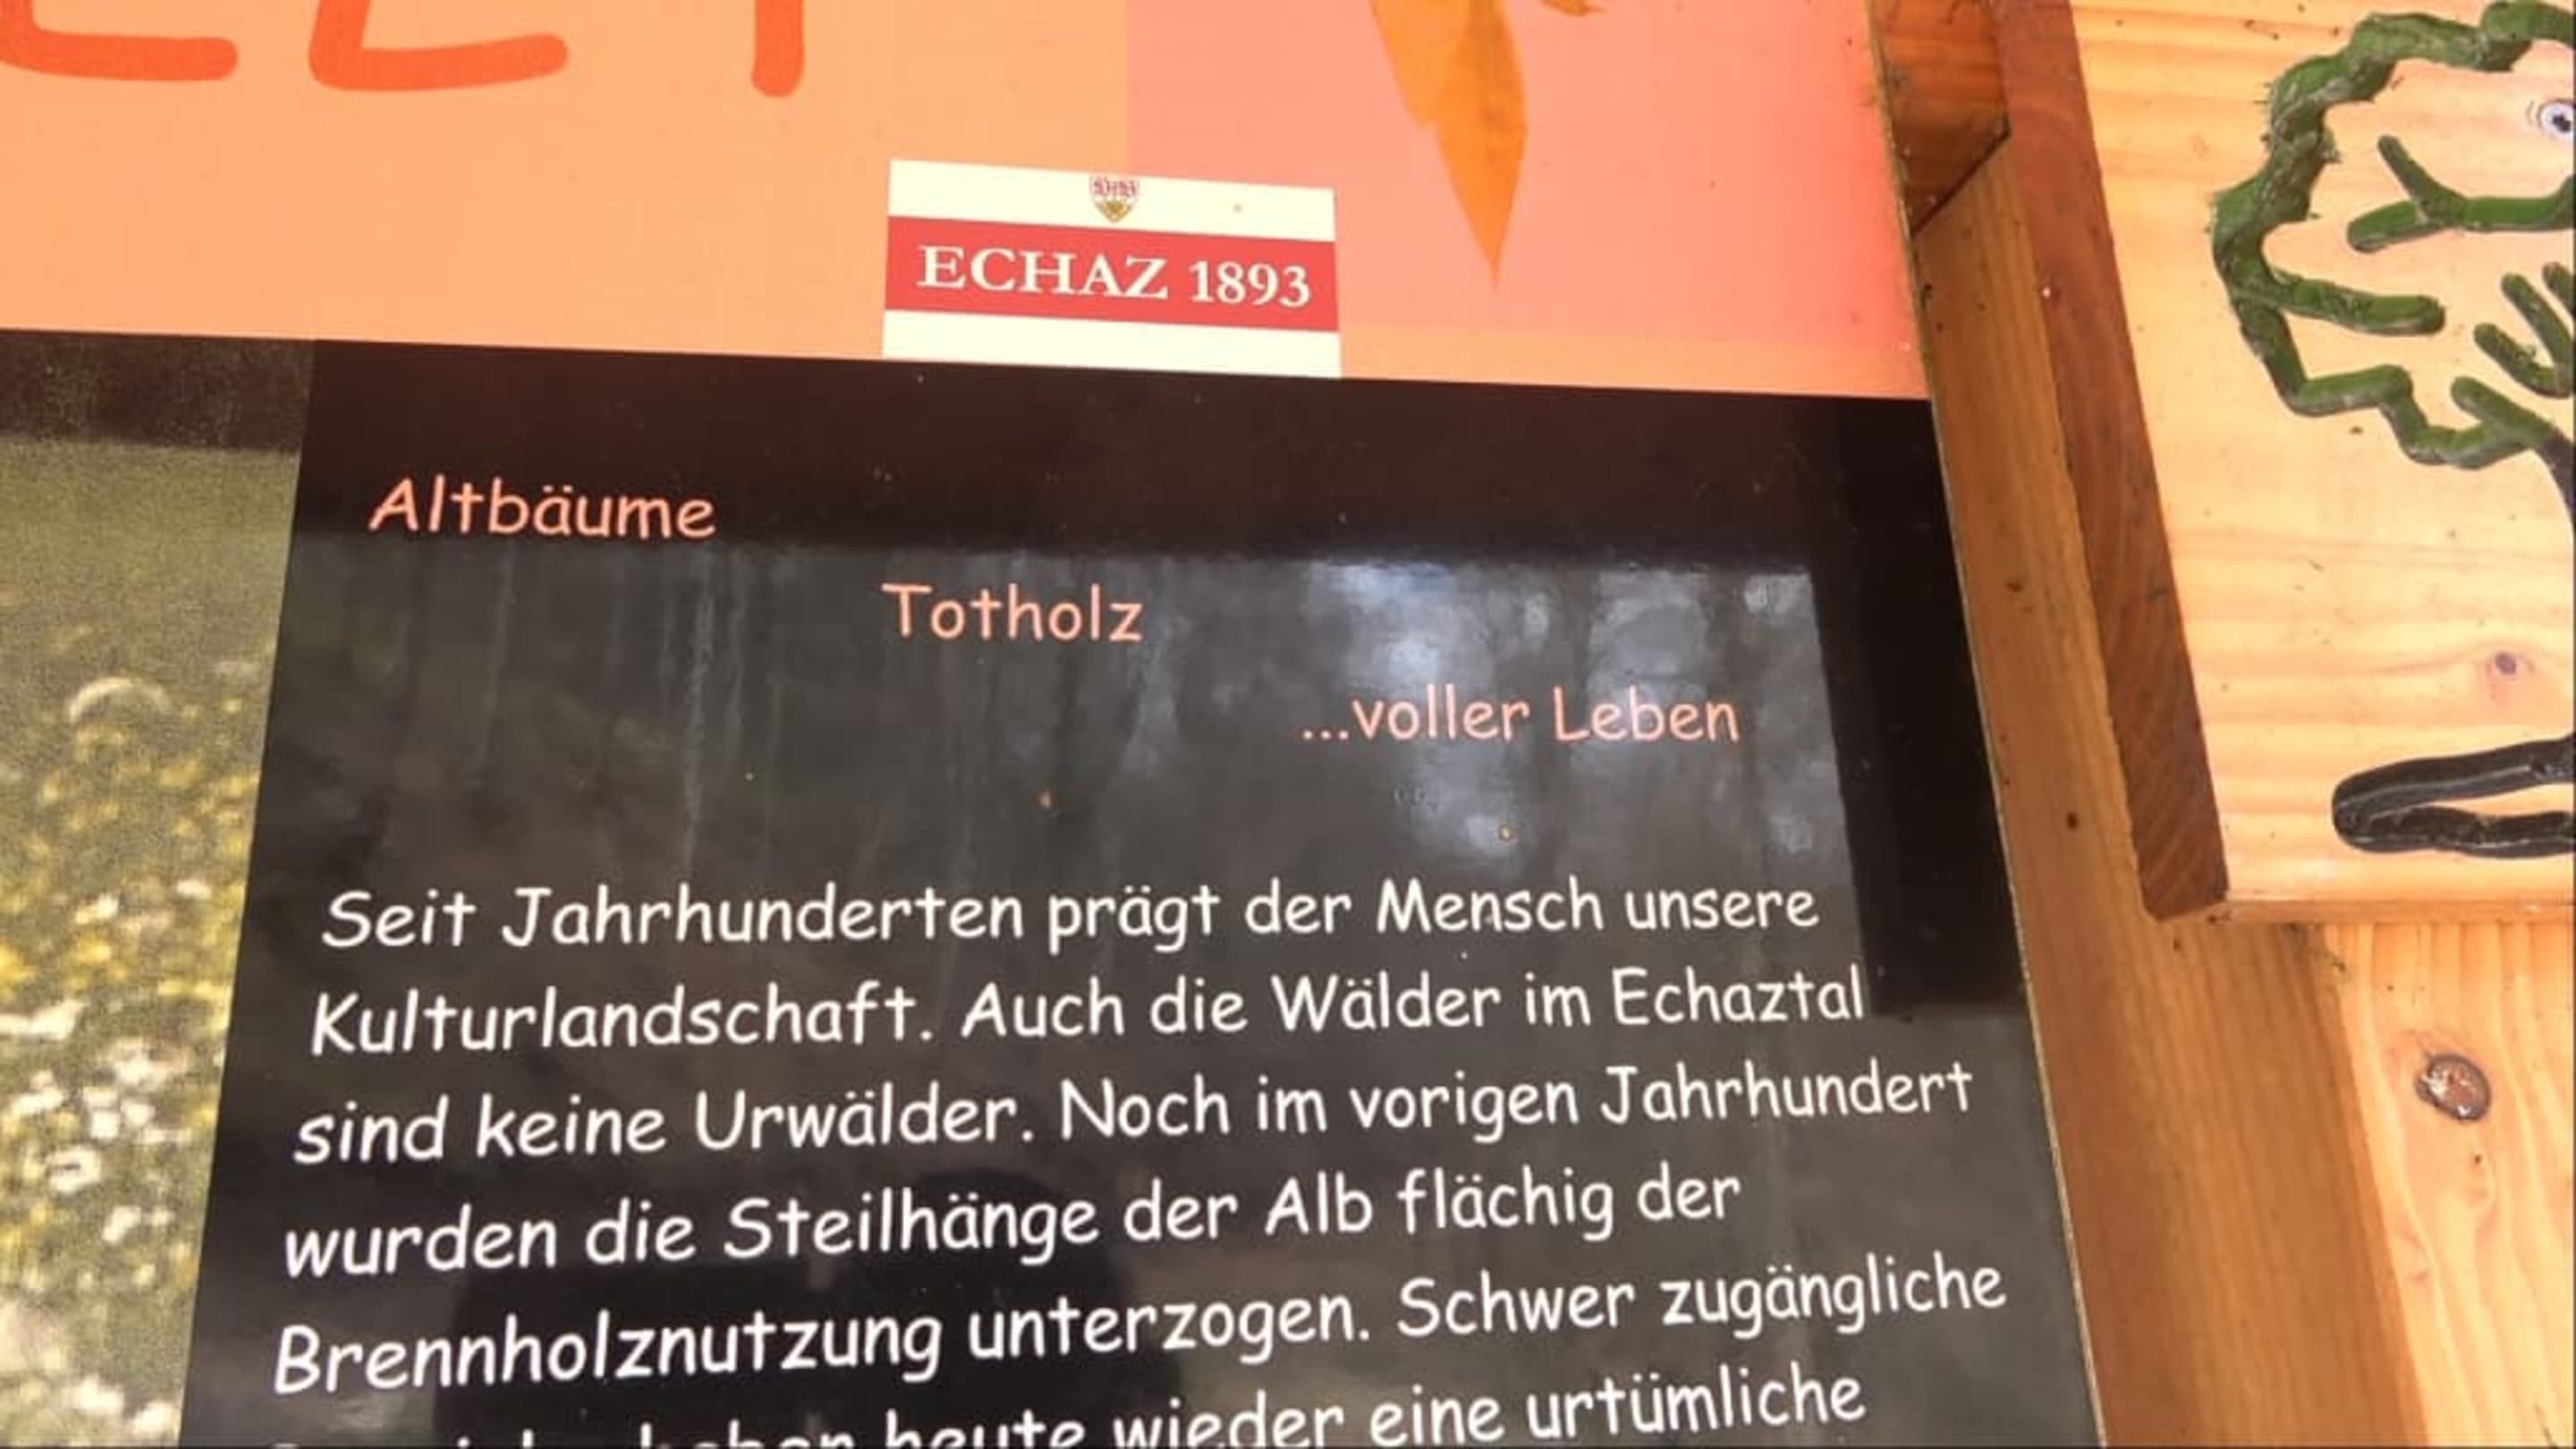 ECHAZ 1893
Altbäume
Totholz
...voller Leben
Seit Jahrhunderten prägt der Mensch unsere
Kulturlandschaft. Auch die Wälder im Echaztal
sind keine Urwälder. Noch im vorigen Jahrhundert
wurden die Steilhänge der Alb flächig der
Brennholznutzung unterzogen. Schwer zugängliche
haben heute wieder eine urtümliche